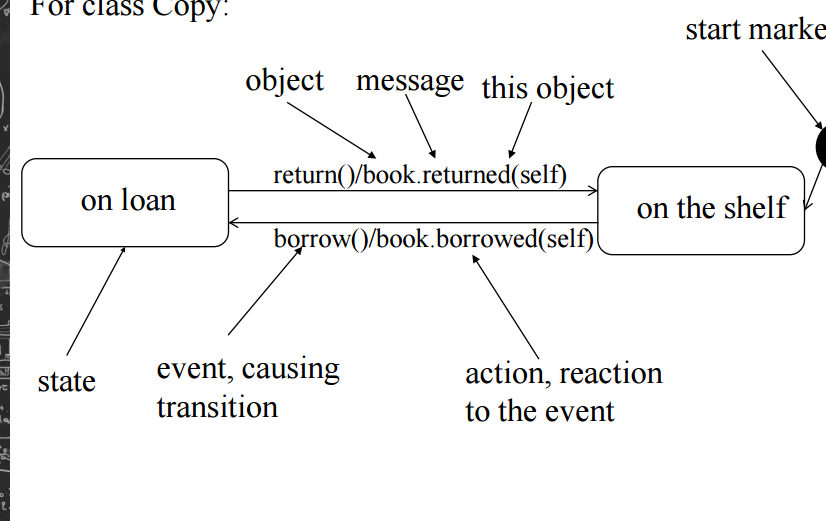 For class Copy:
start marke
object message this object
return()/book.returned(self)
on loan
on the shelf
borrow()/book.borrowed(self)
state
event, causing
transition
action, reaction
to the event